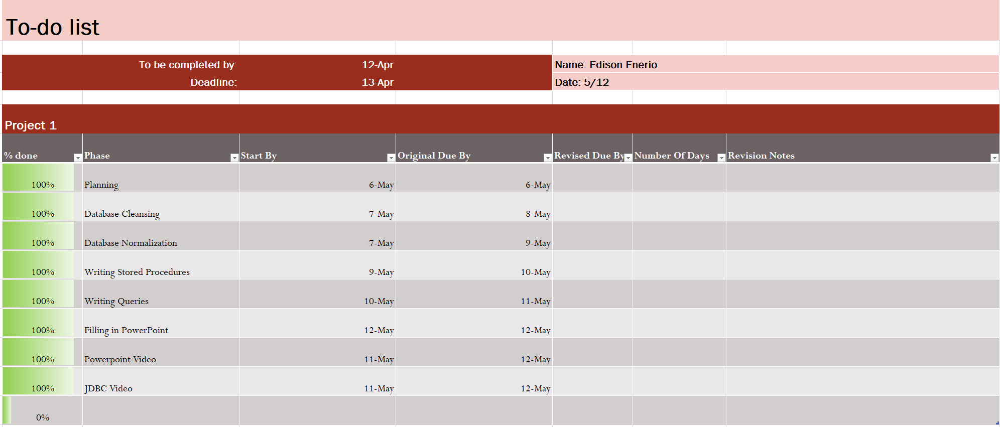 To-do list
To be completed by: 12-Apr Name: Edison Enerio
Deadline: 13-Apr Date: 5/12
Project 1
% done Phase Start By Original Due By Revised Due By Number Of Days Revision Notes
100% Planning 6-May 6-May
100% Database Cleansing 7-May 8-May
100% Database Normalization 7-May 9-May
100% Writing Stored Procedures 9-May 10-May
100% Writing Queries 10-May 11-May
100% Filling in PowerPoint 12-May 12-May
100% Powerpoint Video 11-May 12-May
100% JDBC Video 11-May 12-May
0%